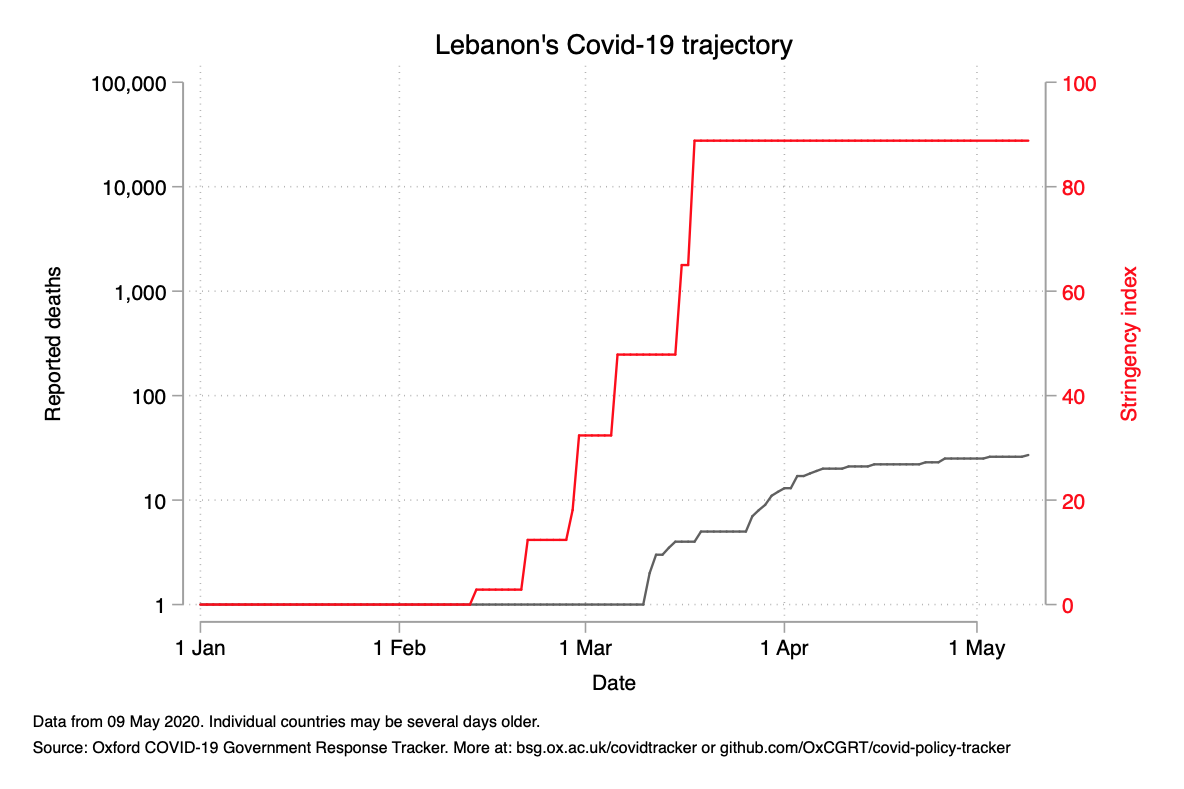 Lebanon's Covid-19 trajectory
100,000
10,000
1,000
100
10
1
Reported deaths
100
80
60
40
20
0
Stringency index
1 Jan
1 Feb
1 Mar
1 Apr
1 May
Date
Data from 09 May 2020. Individual countries may be several days older.
Source: Oxford COVID-19 Government Response Tracker. More at: bsg.ox.ac.uk/covidtracker or github.com/OxCGRT/covid-policy-tracker